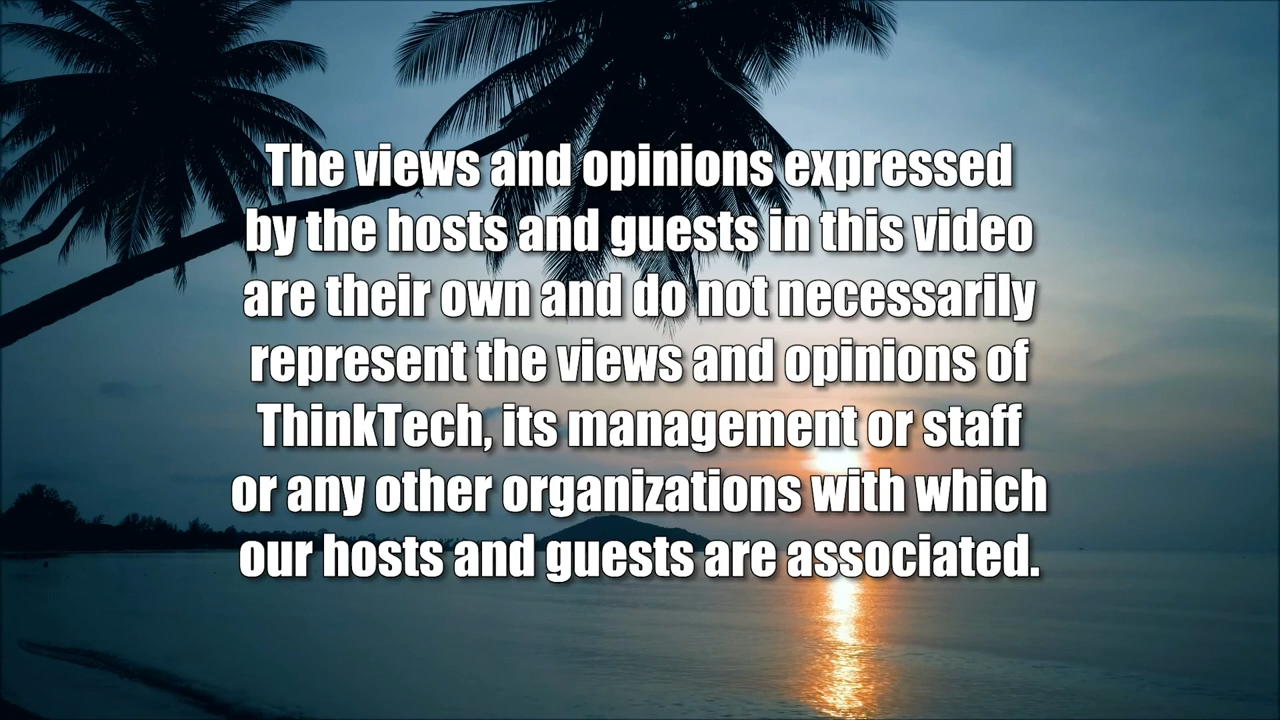 The views and opinions expressed
by the hosts and guests in this video
are their own and do not necessarily
represent the views and opinions of
ThinkTech, its management or staff
or any other organizations with which
our hosts and guests are associated.